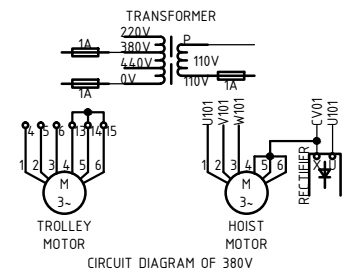 TRANSFORMER
220V
1A 380V P
440V 110V
0V 110V
1A 1A
4 5 6 13 14 15
U101 V101 W101 CV01 U101
1 2 3 4 5 6
M
3~
TROLLEY
MOTOR
1 2 3 4 5 6
M
3~
HOIST
MOTOR
RECTIFIER
CIRCUIT DIAGRAM OF 380V